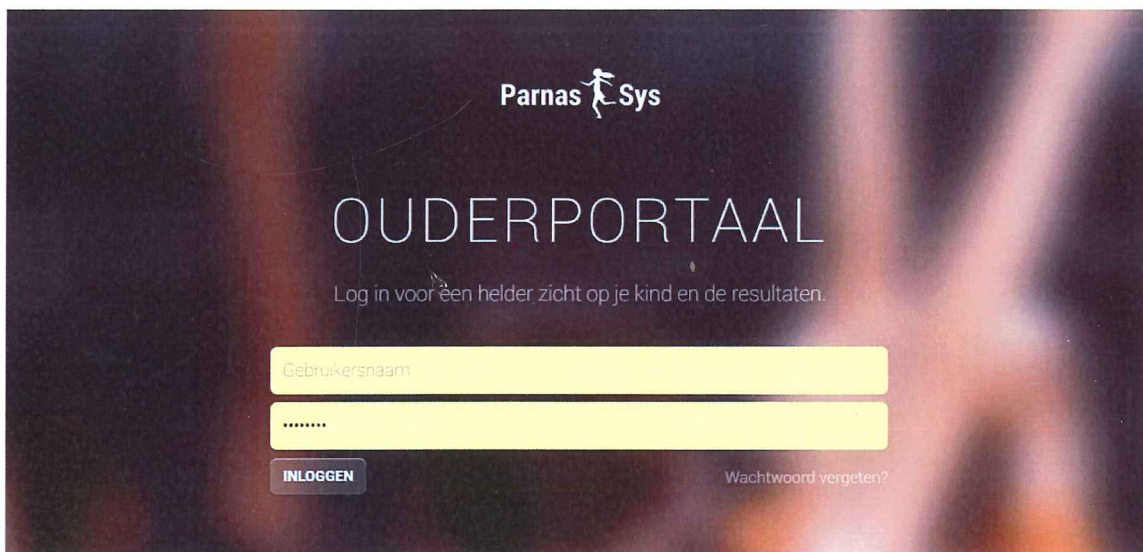 Parnas Sys
OUDERPORTAAL
Log in voor een helder zicht op je kind en de resultaten.
Gebruikersnaam
••••••••
INLOGGEN
Wachtwoord vergeten?